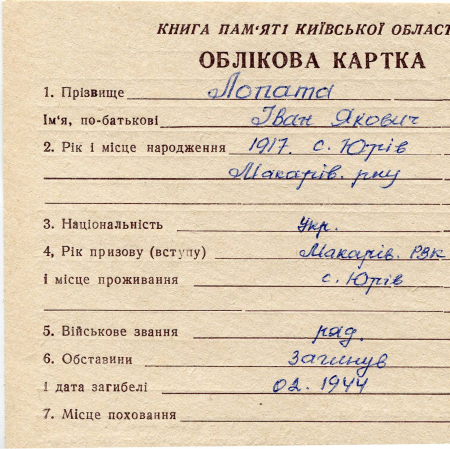 КНИГА ПАМ'ЯТІ КИЇВСЬКОЇ ОБЛАСТ
ОБЛІКОВА КАРТКА
1. Прізвище Лопата
Ім'я, по-батькові Іван Якович
2. Рік і місце народження 1917. с. Юрів
Макарів. рну
3. Національність Укр.
4, Рік призову (вступу) Макарів. РВК
і місце проживання с. Юрів
5. Військове звання ряд.
6. Обставини Загинув
і дата загибелі 02. 1944
7. Місце поховання